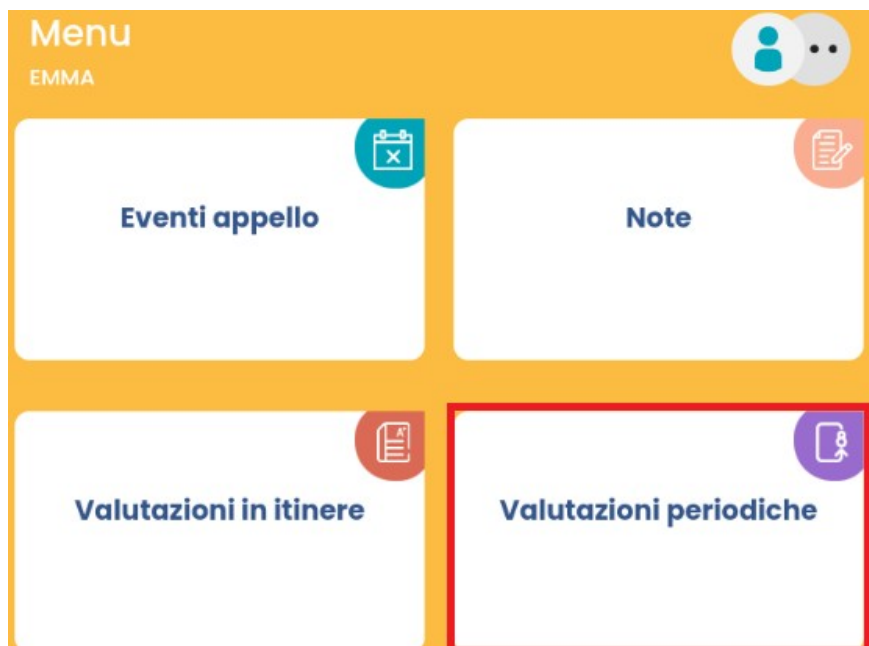 Menu
EMMA
Eventi appello
Note
Valutazioni in itinere
Valutazioni periodiche